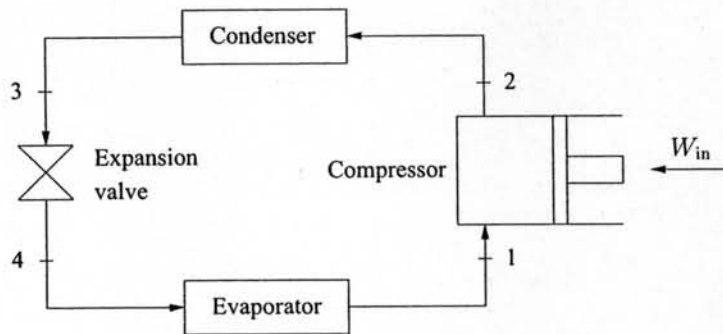 Condenser
3
2
Expansion
valve
Compressor
W_in
4
1
Evaporator